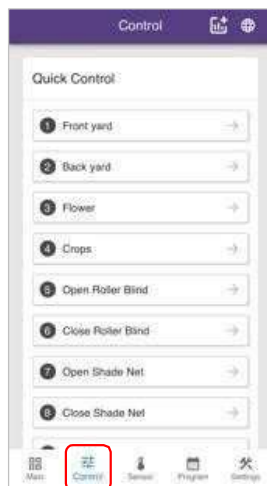 Control
Quick Control
1 Front yard
2 Back yard
3 Flower
4 Crops
5 Open Roller Blind
6 Close Roller Blind
7 Open Shade Net
8 Close Shade Net
Main Control Sensor Program Settings